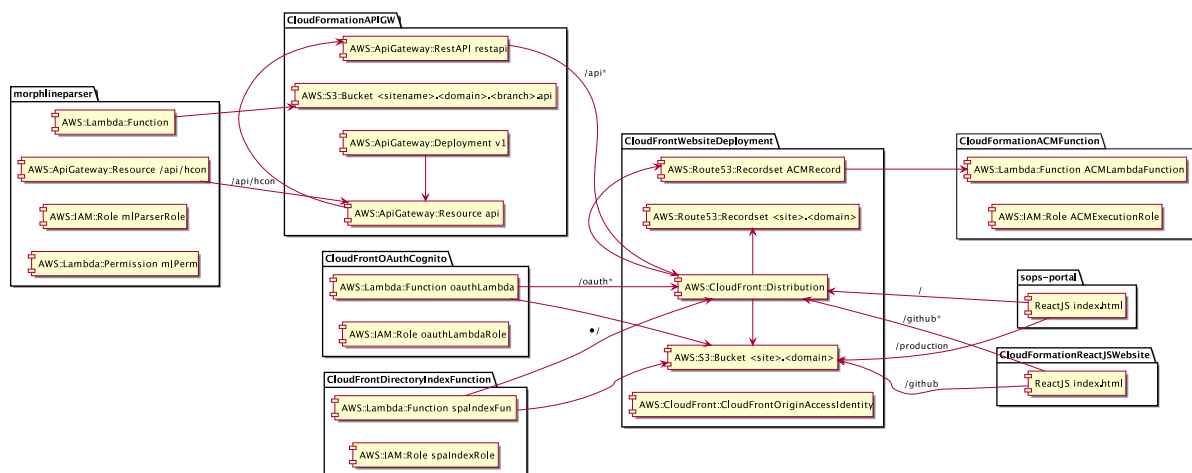 morphlineparser
AWS::Lambda::Function
AWS::ApiGateway::Resource /api/hcon
AWS::IAM::Role mlParserRole
AWS::Lambda::Permission mlPerm
/api/hcon
CloudFormationAPIGW
AWS::ApiGateway::RestAPI restapi
AWS::S3::Bucket <sitename>.<domain>.<branch>.api
AWS::ApiGateway::Deployment v1
AWS::ApiGateway::Resource api
/api*
CloudFrontOAuthCognito
AWS::Lambda::Function oauthLambda
AWS::IAM::Role oauthLambdaRole
/oauth*
CloudFrontDirectoryIndexFunction
AWS::Lambda::Function spaIndexFun
AWS::IAM::Role spaIndexRole
•/
CloudFrontWebsiteDeployment
AWS::Route53::Recordset ACMRecord
AWS::Route53::Recordset <site>.<domain>
AWS::CloudFront::Distribution
AWS::S3::Bucket <site>.<domain>
AWS::CloudFront::CloudFrontOriginAccessIdentity
CloudFormationACMFunction
AWS::Lambda::Function ACMLambdaFunction
AWS::IAM::Role ACMExecutionRole
/
/github*
/production
/github
sops-portal
ReactJS index.html
CloudFormationReactJSWebsite
ReactJS index.html